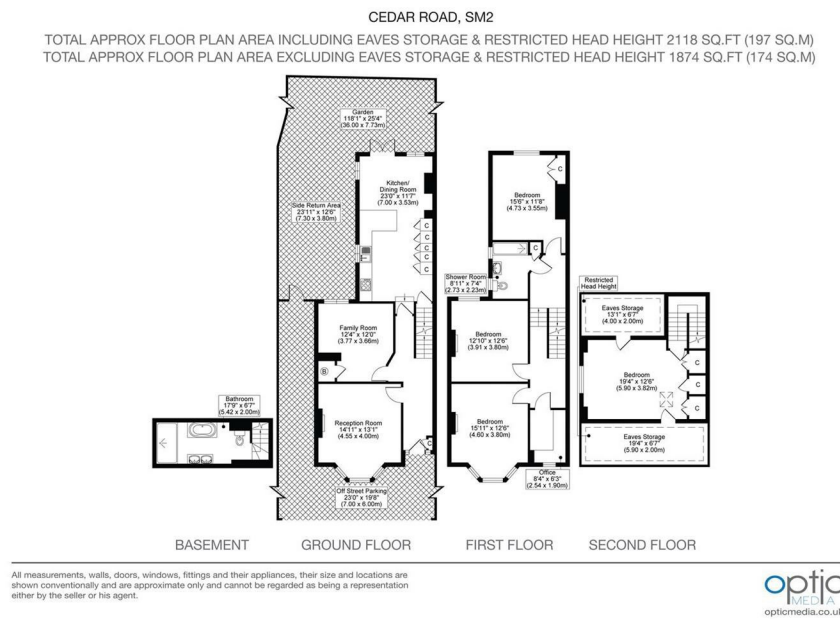 CEDAR ROAD, SM2
TOTAL APPROX FLOOR PLAN AREA INCLUDING EAVES STORAGE & RESTRICTED HEAD HEIGHT 2118 SQ.FT (197 SQ.M)
TOTAL APPROX FLOOR PLAN AREA EXCLUDING EAVES STORAGE & RESTRICTED HEAD HEIGHT 1874 SQ.FT (174 SQ.M)
Garden
118'1" x 25'4"
(36.00 x 7.73m)
Kitchen/
Dining Room
23'0" x 11'7"
(7.00 x 3.53m)
C
C
C
C
C
Side Return Area
23'11" x 12'6"
(7.30 x 3.80m)
Family Room
12'4" x 12'0"
(3.77 x 3.66m)
B
Reception Room
14'11" x 13'1"
(4.55 x 4.00m)
C
Off Street Parking
23'0" x 19'8"
(7.00 x 6.00m)
Bathroom
17'9" x 6'7"
(5.42 x 2.00m)
C
Bedroom
15'6" x 11'8"
(4.73 x 3.55m)
C
Shower Room
8'11" x 7'4"
(2.73 x 2.23m)
Bedroom
12'10" x 12'6"
(3.91 x 3.80m)
Bedroom
15'11" x 12'6"
(4.60 x 3.80m)
Office
8'4" x 6'3"
(2.54 x 1.90m)
Restricted
Head Height
Eaves Storage
13'1" x 6'7"
(4.00 x 2.00m)
Bedroom
19'4" x 12'6"
(5.90 x 3.82m)
C
C
C
Eaves Storage
19'4" x 6'7"
(5.90 x 2.00m)
BASEMENT
GROUND FLOOR
FIRST FLOOR
SECOND FLOOR
All measurements, walls, doors, windows, fittings and their appliances, their size and locations are
shown conventionally and are approximate only and cannot be regarded as being a representation
either by the seller or his agent.
optic
MEDIA
opticmedia.co.u